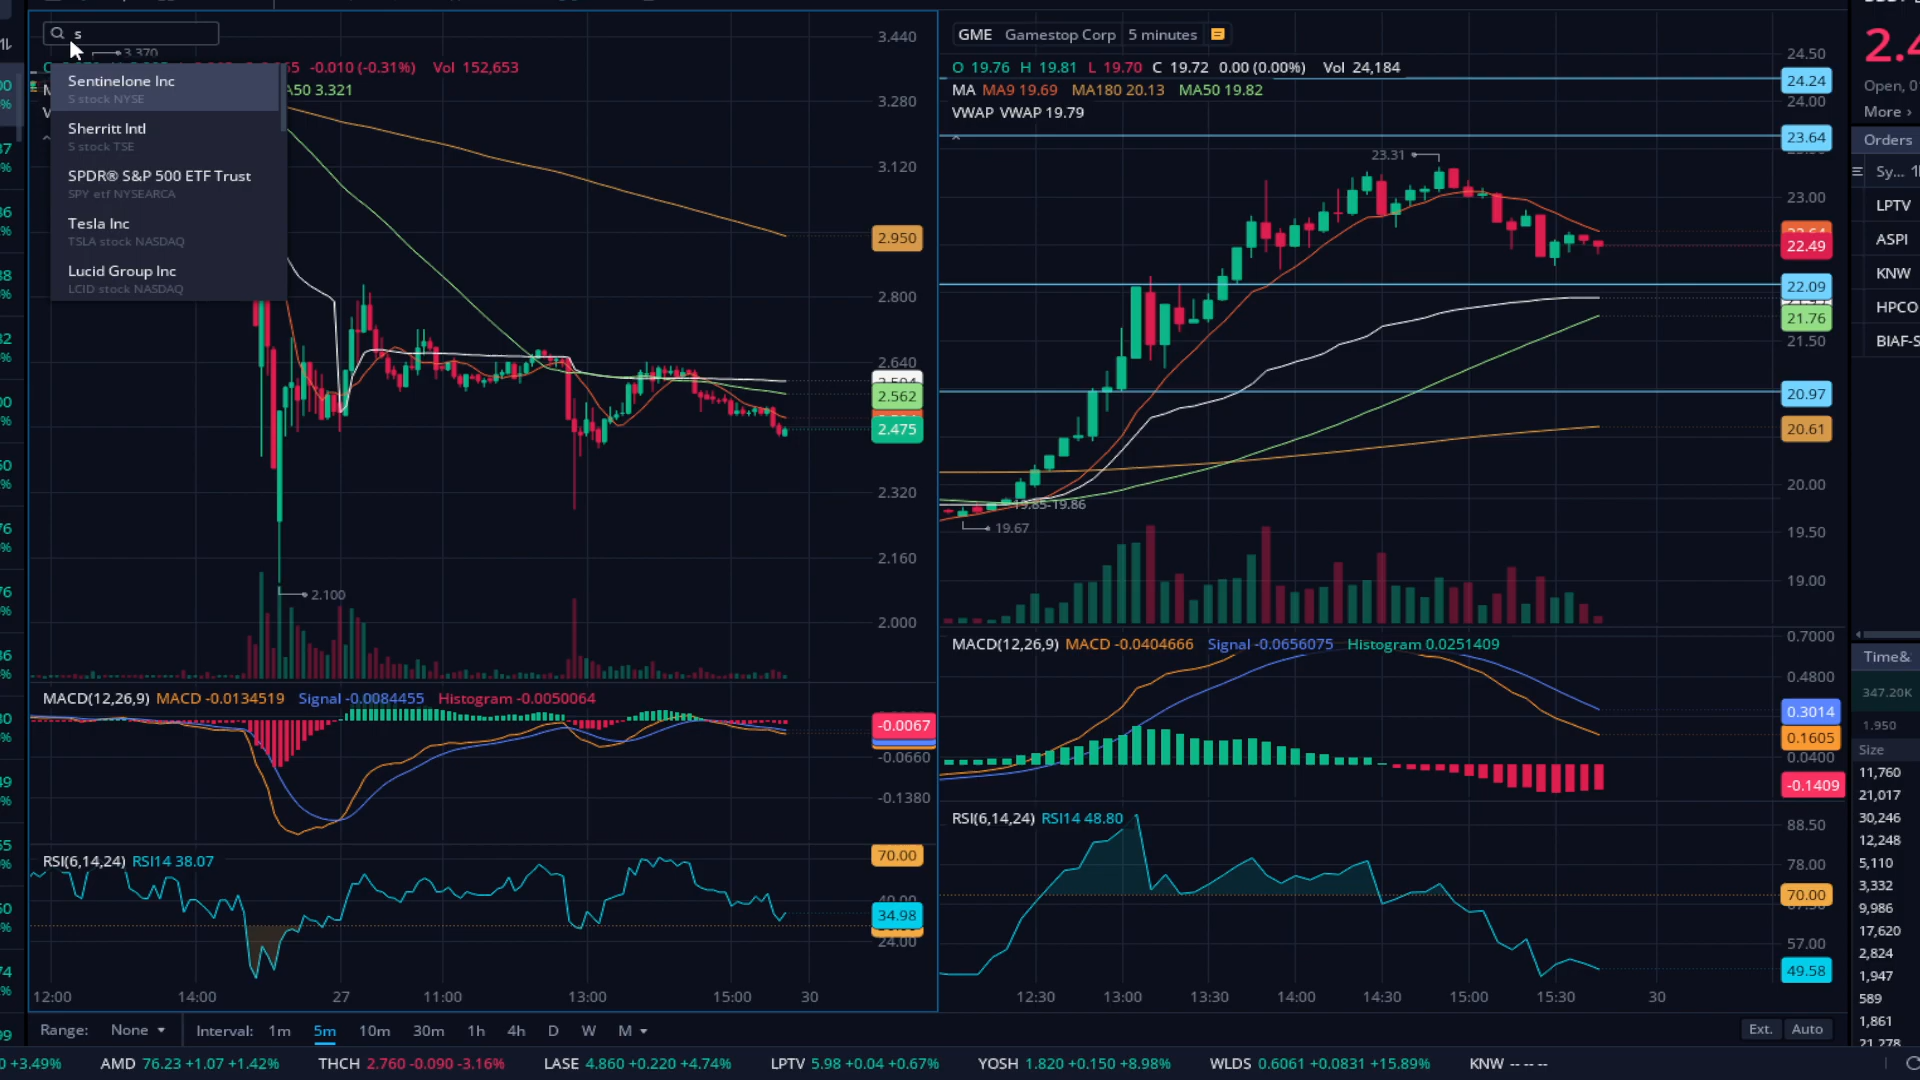 s
3.370
-0.010 (-0.31%) Vol 152,653
MA50 3.321
Sentinelone Inc
S stock NYSE
Sherritt Intl
S stock TSE
SPDR® S&P 500 ETF Trust
SPY etf NYSEARCA
Tesla Inc
TSLA stock NASDAQ
Lucid Group Inc
LCID stock NASDAQ
3.440
3.280
3.120
2.950
2.800
2.640
2.562
2.475
2.320
2.160
2.000
2.100
MACD(12,26,9) MACD -0.0134519 Signal -0.0084455 Histogram -0.0050064
-0.0067
-0.0660
-0.1380
RSI(6,14,24) RSI14 38.07
70.00
34.98
24.00
12:00 14:00 27 11:00 13:00 15:00 30
GME Gamestop Corp 5 minutes
O 19.76 H 19.81 L 19.70 C 19.72 0.00 (0.00%) Vol 24,184
MA MA9 19.69 MA180 20.13 MA50 19.82
VWAP VWAP 19.79
23.31
19.85-19.86
19.67
24.50
24.24
24.00
23.64
23.00
22.49
22.09
21.76
21.50
20.97
20.61
20.00
19.50
19.00
MACD(12,26,9) MACD -0.0404666 Signal -0.0656075 Histogram 0.0251409
0.7000
0.4800
0.3014
0.1605
0.0400
-0.1409
RSI(6,14,24) RSI14 48.80
88.50
78.00
70.00
57.00
49.58
12:30 13:00 13:30 14:00 14:30 15:00 15:30 30
Range: None Interval: 1m 5m 10m 30m 1h 4h D W M
Ext. Auto
+3.49% AMD 76.23 +1.07 +1.42% THCH 2.760 -0.090 -3.16% LASE 4.860 +0.220 +4.74% LPTV 5.98 +0.04 +0.67% YOSH 1.820 +0.150 +8.98% WLDS 0.6061 +0.0831 +15.89% KNW -- -- --
More ›
Orders
Sy...
LPTV
ASPI
KNW
HPCO
BIAF-S
Time&
347.20K
1.950
Size
11,760
21,017
30,246
12,248
5,110
3,332
9,986
17,620
2,824
1,947
589
1,861
21,278